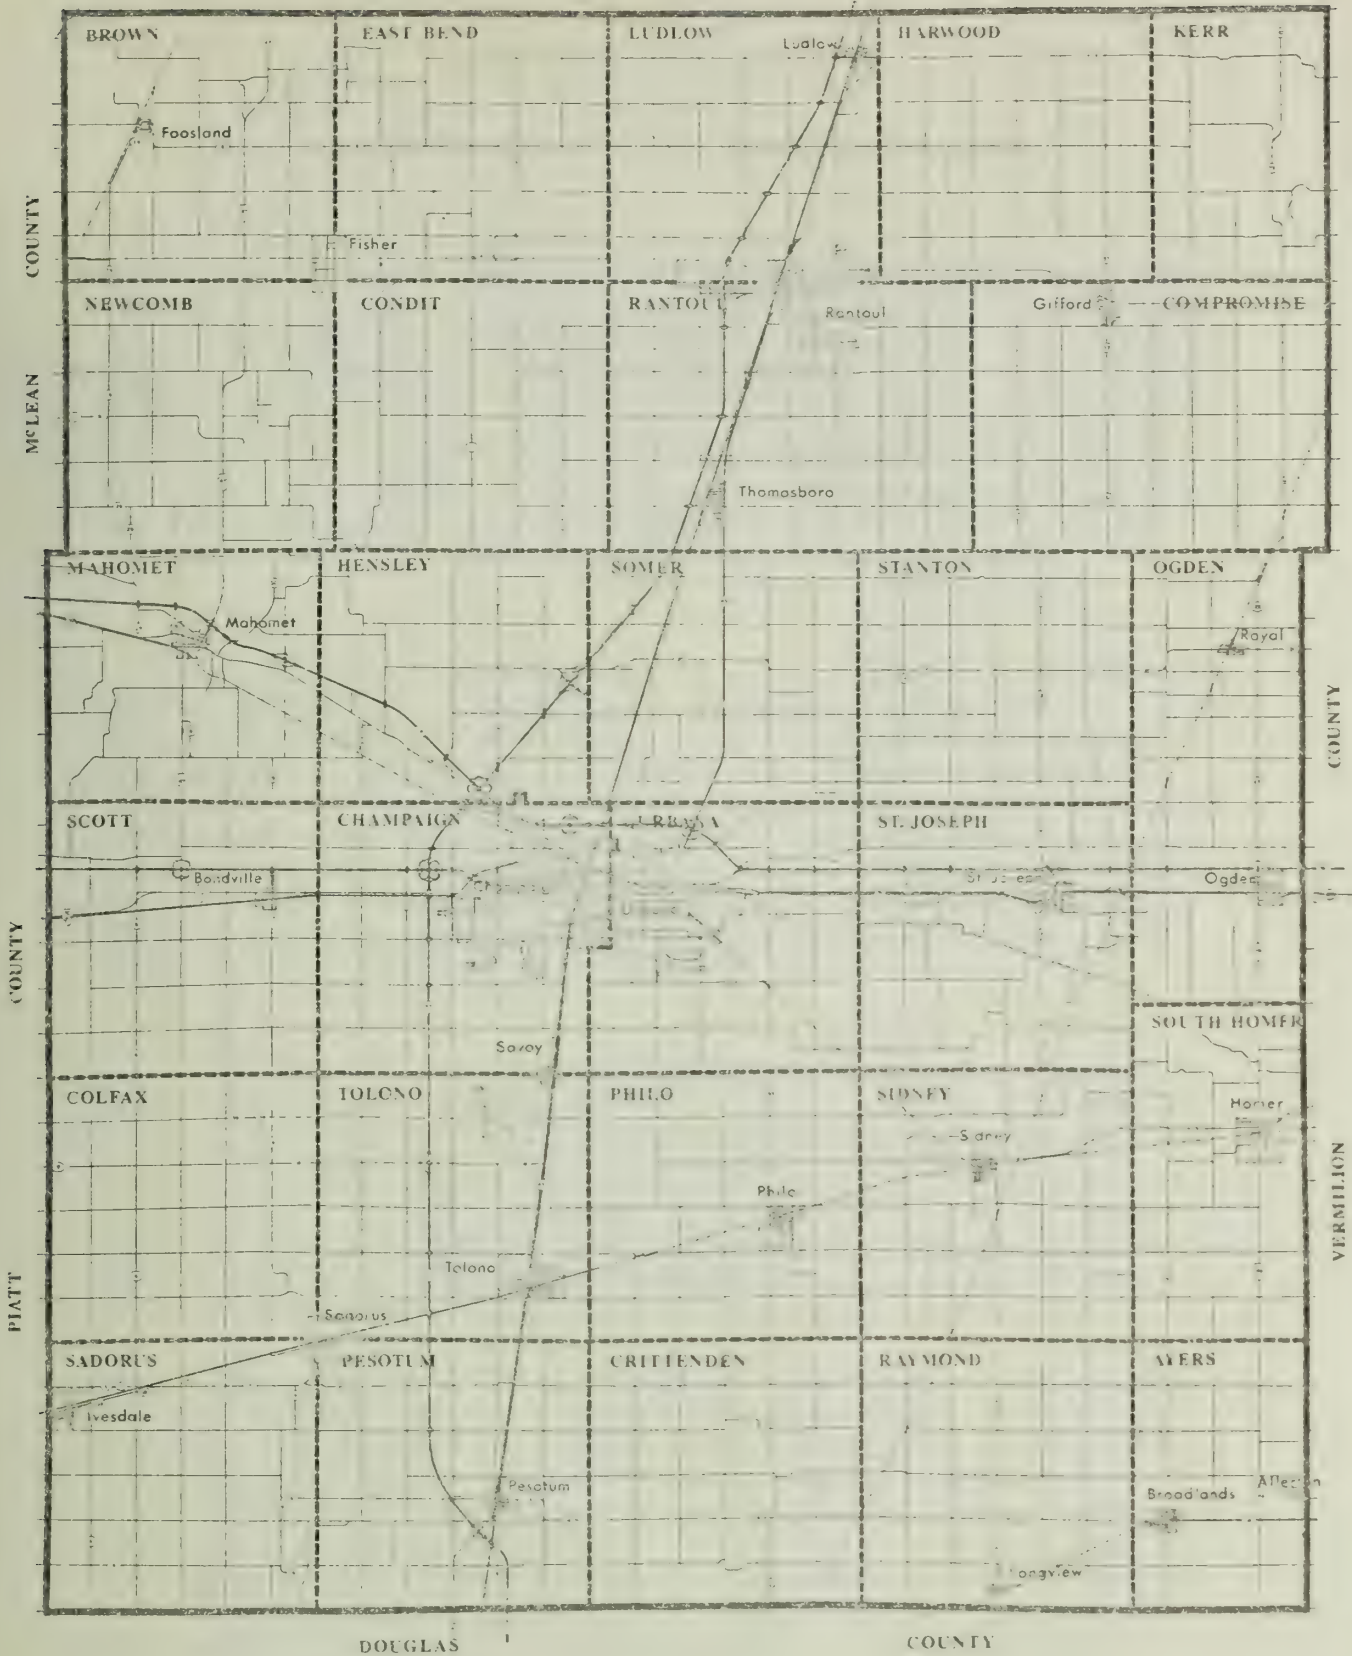 BROWN
EAST BEND
LUDLOW
Ludlow
HARWOOD
KERR
Foosland
Fisher
COUNTY
NEWCOMB
CONDIT
RANTOUL
Rantoul
Gifford
COMPROMISE
McLEAN
Thomasboro
MAHOMET
HENSLEY
SOMER
STANTON
OGDEN
Mahomet
Royal
COUNTY
SCOTT
CHAMPAIGN
URBANA
ST. JOSEPH
Bondville
Ogden
COUNTY
SOUTH HOMER
Savoy
COLFAX
TOLONO
PHILO
SIDNEY
Homer
Sidney
Philo
VERMILION
Tolono
PIATT
Sadorus
SADORUS
PESOTUM
CRITTENDEN
RAYMOND
AYERS
Ivesdale
Pesotum
Allerton
Broadlands
Longview
DOUGLAS
COUNTY